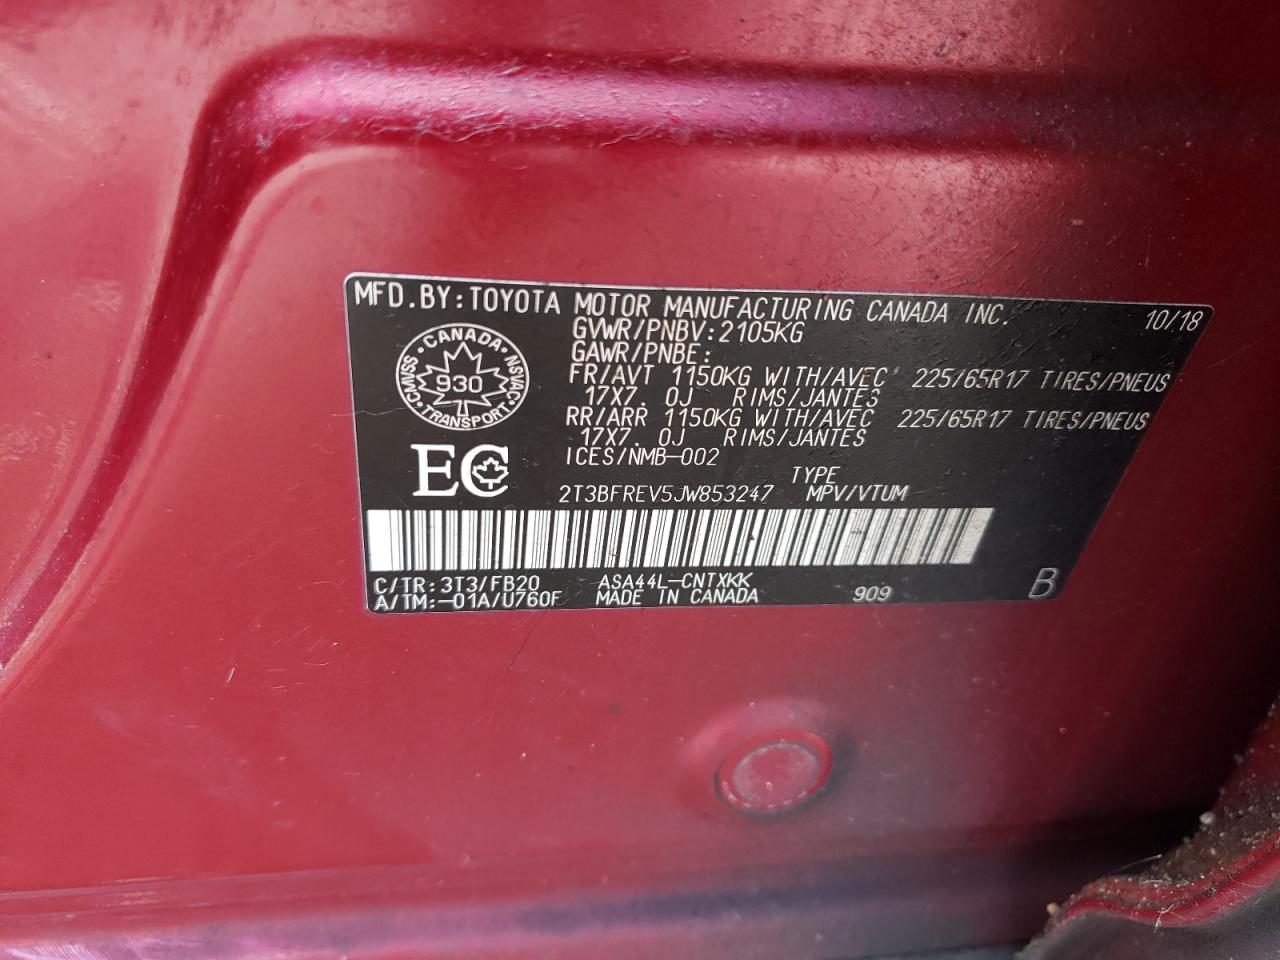 MFD.BY:TOYOTA MOTOR MANUFACTURING CANADA INC. 10/18
GVWR/PNBV:2105KG
GAWR/PNBE:
FR/AVT 1150KG WITH/AVEC 225/65R17 TIRES/PNEUS
17X7.0J RIMS/JANTES
RR/ARR 1150KG WITH/AVEC 225/65R17 TIRES/PNEUS
17X7.0J RIMS/JANTES
ICES/NMB-002
CANADA
CMVSS
NSVAC
930
TRANSPORT
EC
TYPE
2T3BFREV5JW853247 MPV/VTUM
C/TR:3T3/FB20 ASA44L-CNTXKK
A/TM:-01A/U760F MADE IN CANADA 909 B